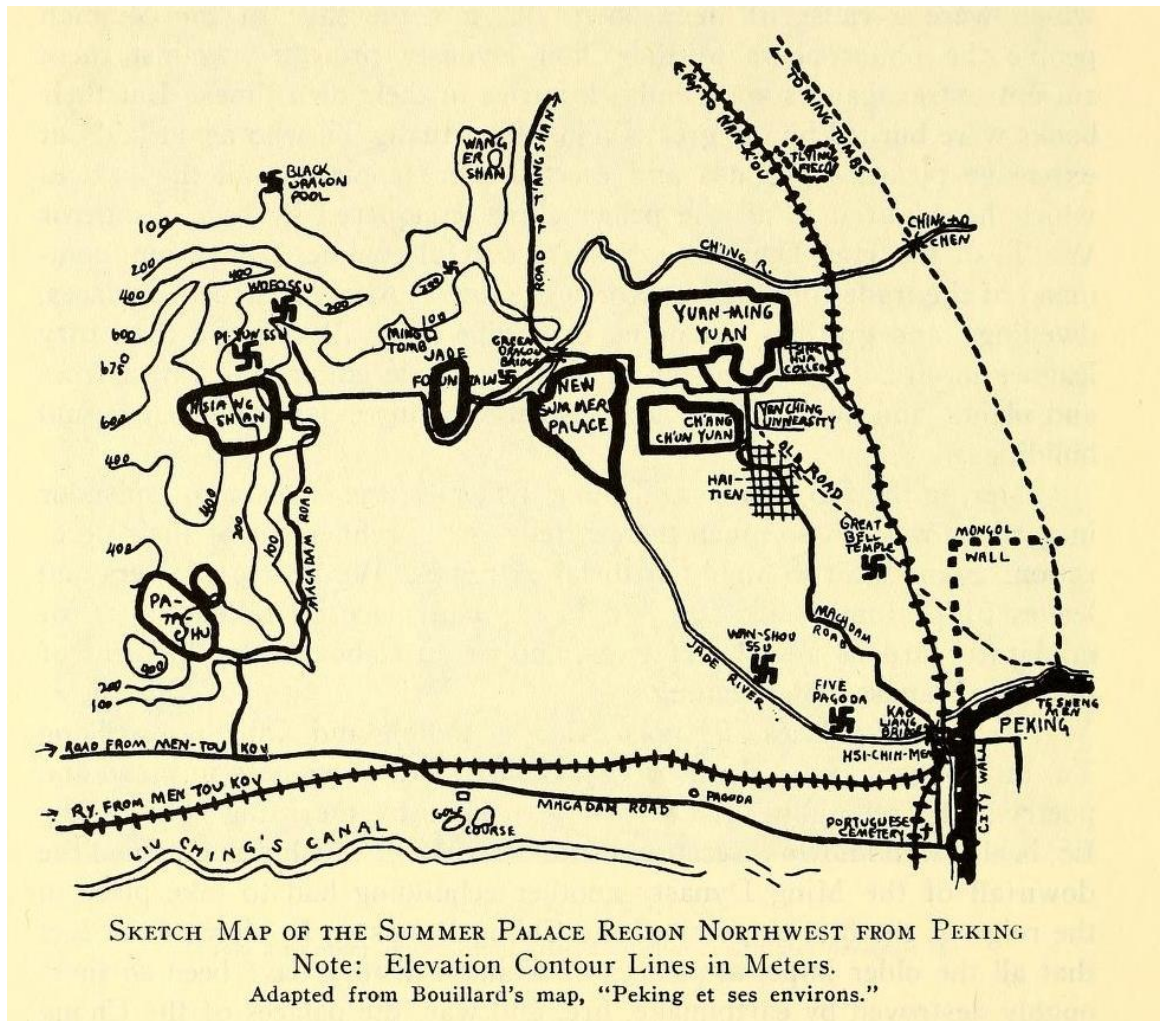 TO MING TOMBS
RY. TO NAN KOU
FLYING
FIELD
WANG
ER
SHAN
ROAD TO T'ANG SHAN
BLACK
DRAGON
POOL
100
200
400
600
675
600
400
400
200
WOFOSSU
PI-YUN SSU
200
100
MING
TOMB
JADE
FOUNTAIN
GREEN
DRAGON
BRIDGE
CH'ING R.
CH'ING HO
CHEN
YUAN-MING
YUAN
TSING
HUA
COLLEGE
HSIANG
SHAN
NEW
SUMMER
PALACE
CH'ANG
CH'UN YUAN
YENCHING
UNIVERSITY
OLD ROAD
HAI-
TIEN
400
200
100
MACADAM ROAD
GREAT
BELL
TEMPLE
MONGOL
WALL
400
PA-
TA-
CHU
200
100
MACADAM
ROAD
WAN-SHOU
SSU
JADE RIVER
FIVE
PAGODA
KAO
LIANG
BRIDGE
HSI-CHIH-MEN
TE SHENG
MEN
PEKING
CITY WALL
ROAD FROM MEN-TOU KOU
RY. FROM MEN TOU KOU
GOLF
COURSE
MACADAM ROAD
PAGODA
PORTUGUESE
CEMETERY
LIU CHING'S CANAL
SKETCH MAP OF THE SUMMER PALACE REGION NORTHWEST FROM PEKING
Note: Elevation Contour Lines in Meters.
Adapted from Bouillard's map, "Peking et ses environs."